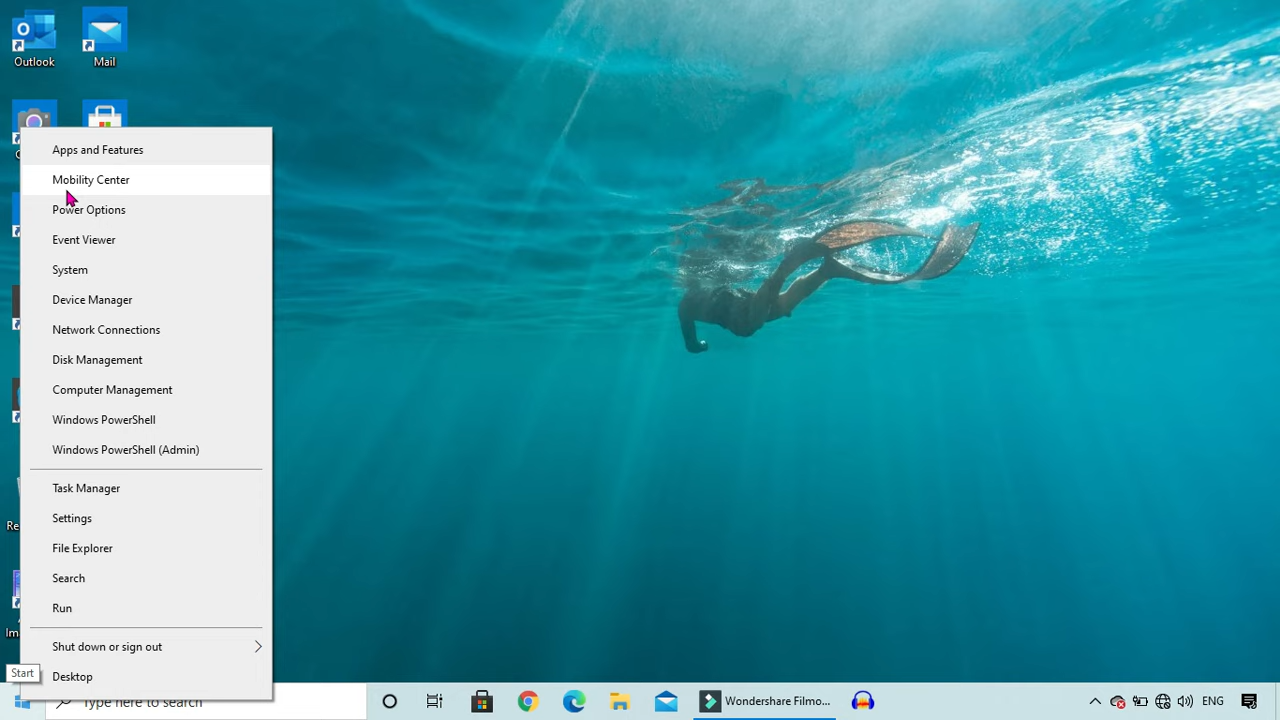 Outlook
Mail
Apps and Features
Mobility Center
Power Options
Event Viewer
System
Device Manager
Network Connections
Disk Management
Computer Management
Windows PowerShell
Windows PowerShell (Admin)
Task Manager
Settings
File Explorer
Search
Run
Shut down or sign out
Desktop
Re
Im
Start
Type here to search
Wondershare Filmo...
ENG